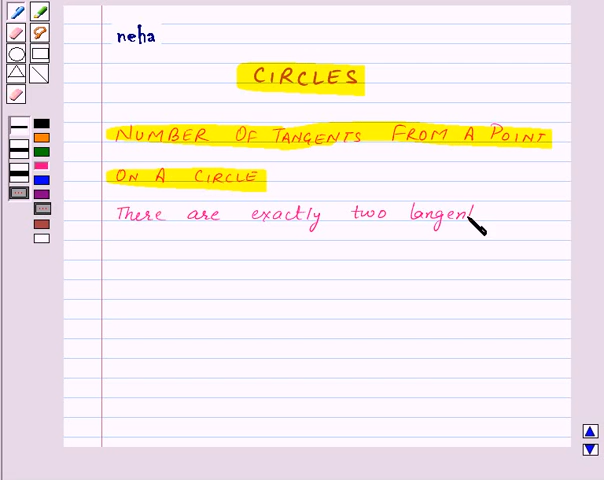 neha
CIRCLES
NUMBER OF TANGENTS FROM A POINT
ON A CIRCLE
There are exactly two tangent